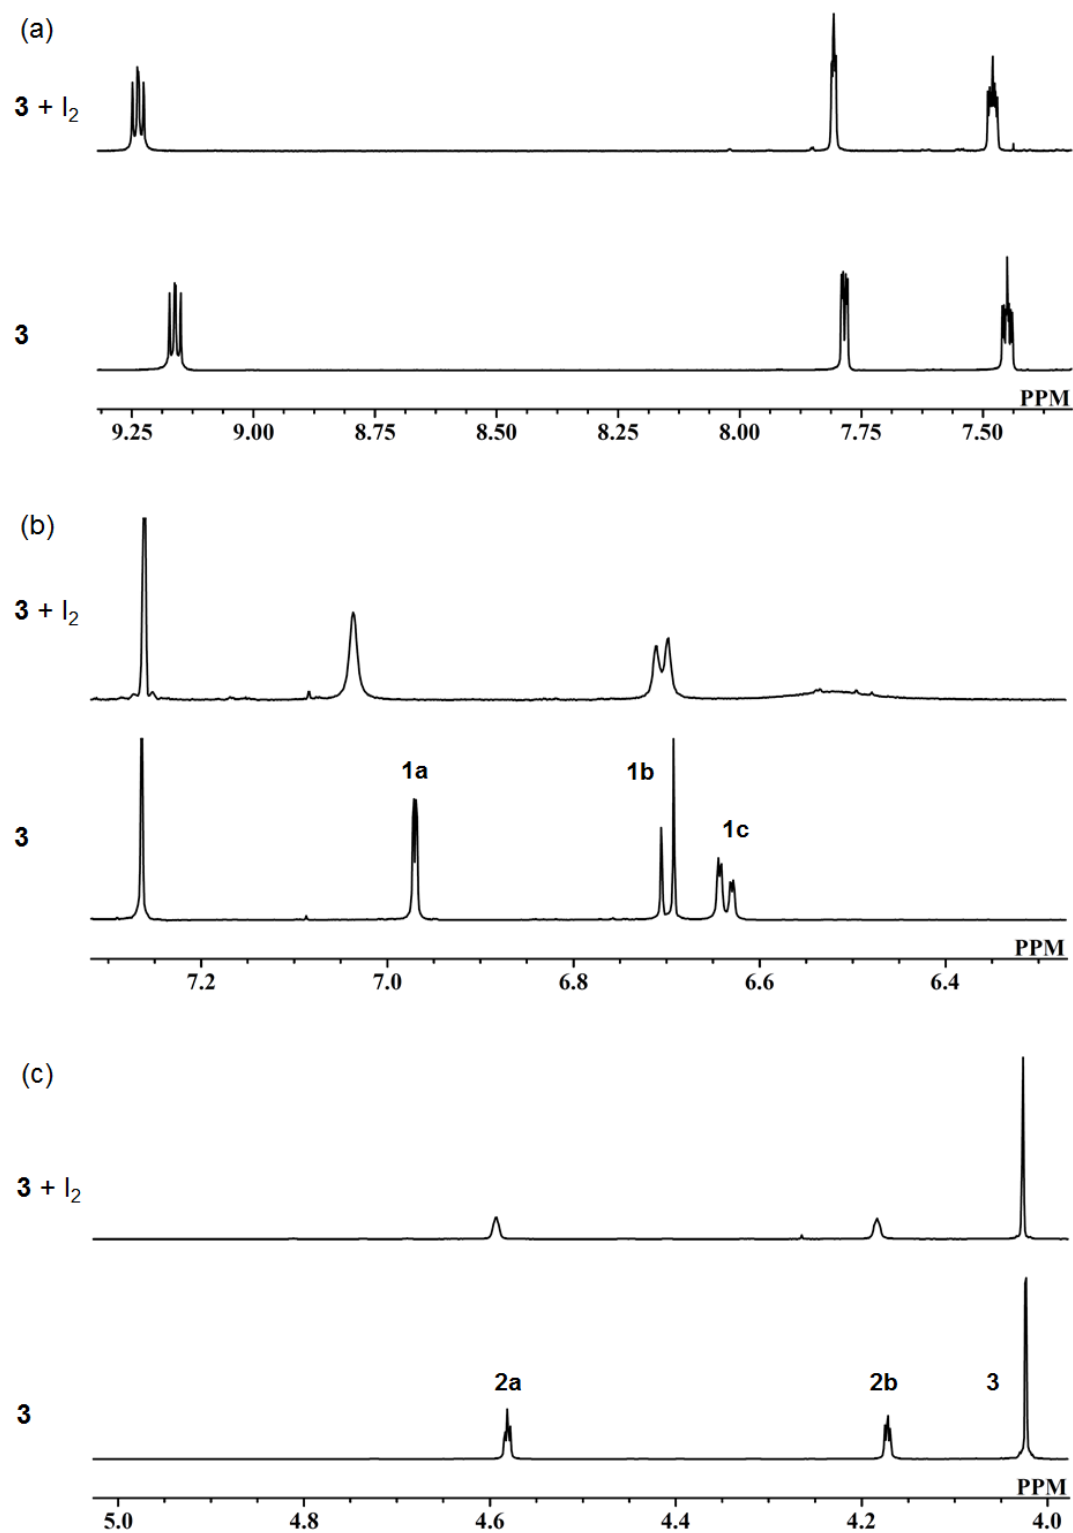 (a)
3 + I₂
3
PPM
9.25 9.00 8.75 8.50 8.25 8.00 7.75 7.50
(b)
3 + I₂
1a 1b 1c
3
PPM
7.2 7.0 6.8 6.6 6.4
(c)
3 + I₂
2a 2b 3
3
PPM
5.0 4.8 4.6 4.4 4.2 4.0